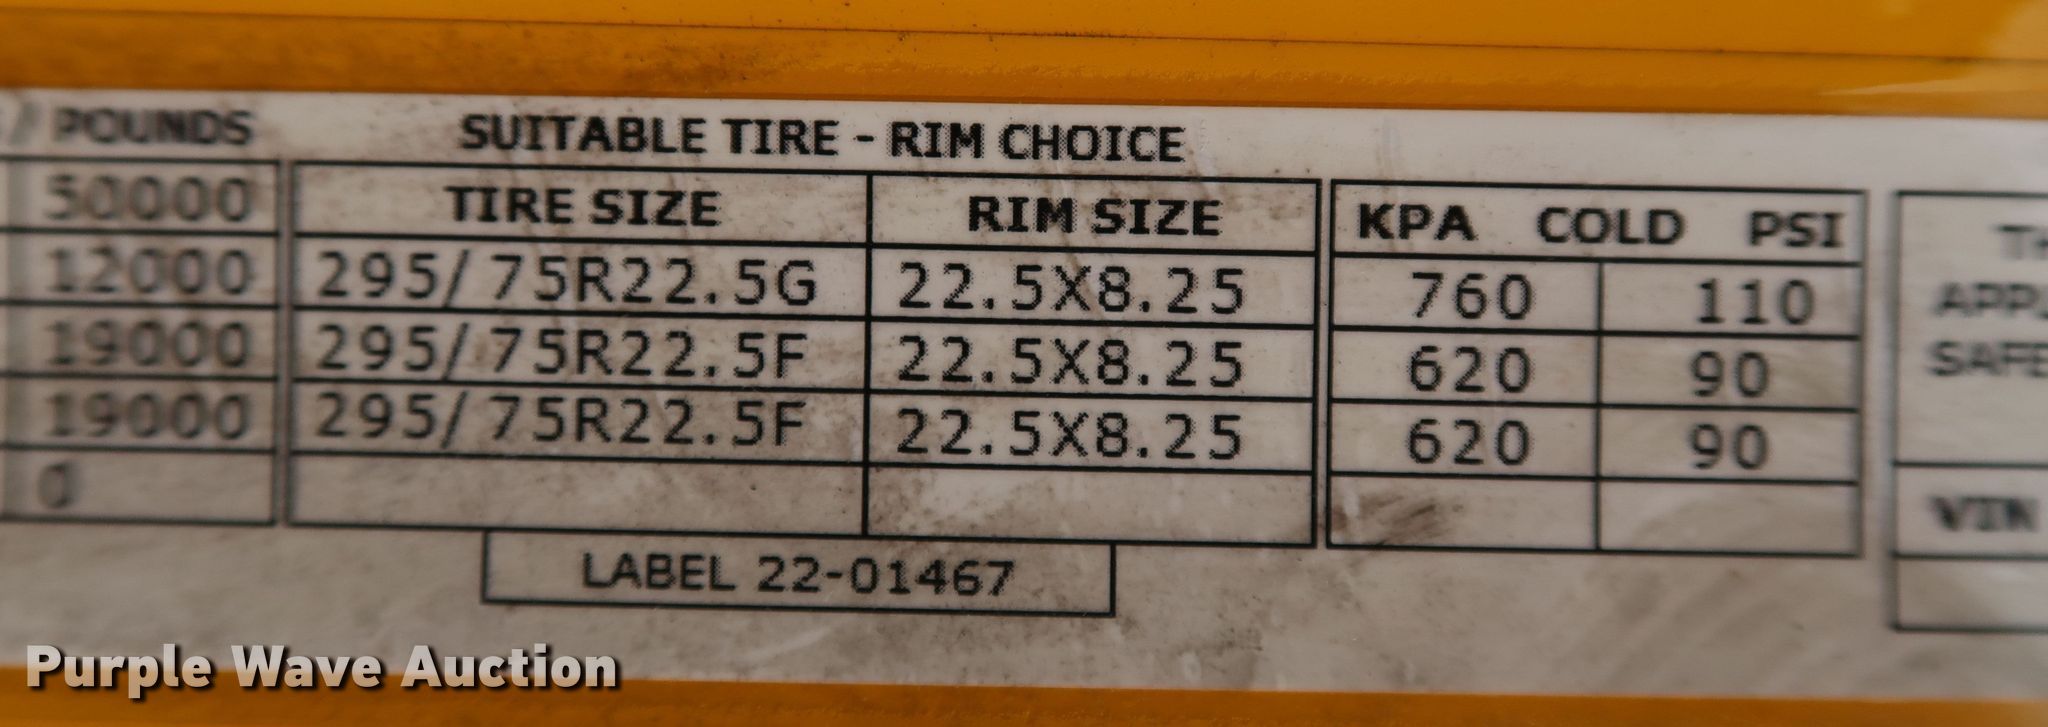 / POUNDS SUITABLE TIRE - RIM CHOICE
50000 TIRE SIZE RIM SIZE KPA COLD PSI
12000 295/ 75R22.5G 22.5X8.25 760 110
19000 295/ 75R22.5F 22.5X8.25 620 90
19000 295/ 75R22.5F 22.5X8.25 620 90
0
VIN
LABEL 22-01467
Purple Wave Auction